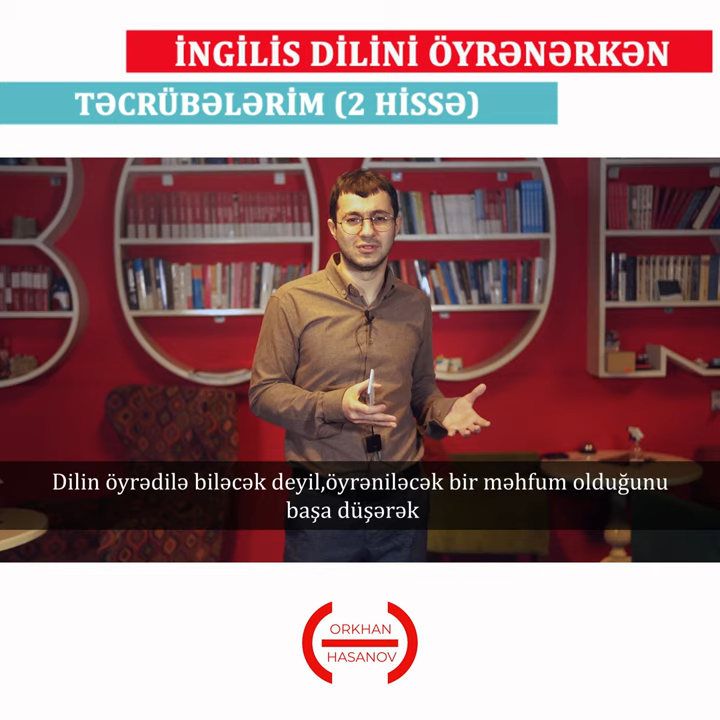 İNGİLİS DİLİNİ ÖYRƏNƏRKƏN
TƏCRÜBƏLƏRİM (2 HİSSƏ)
Dilin öyrədilə biləcək deyil,öyrəniləcək bir məhfum olduğunu
başa düşərək
ORKHAN
HASANOV